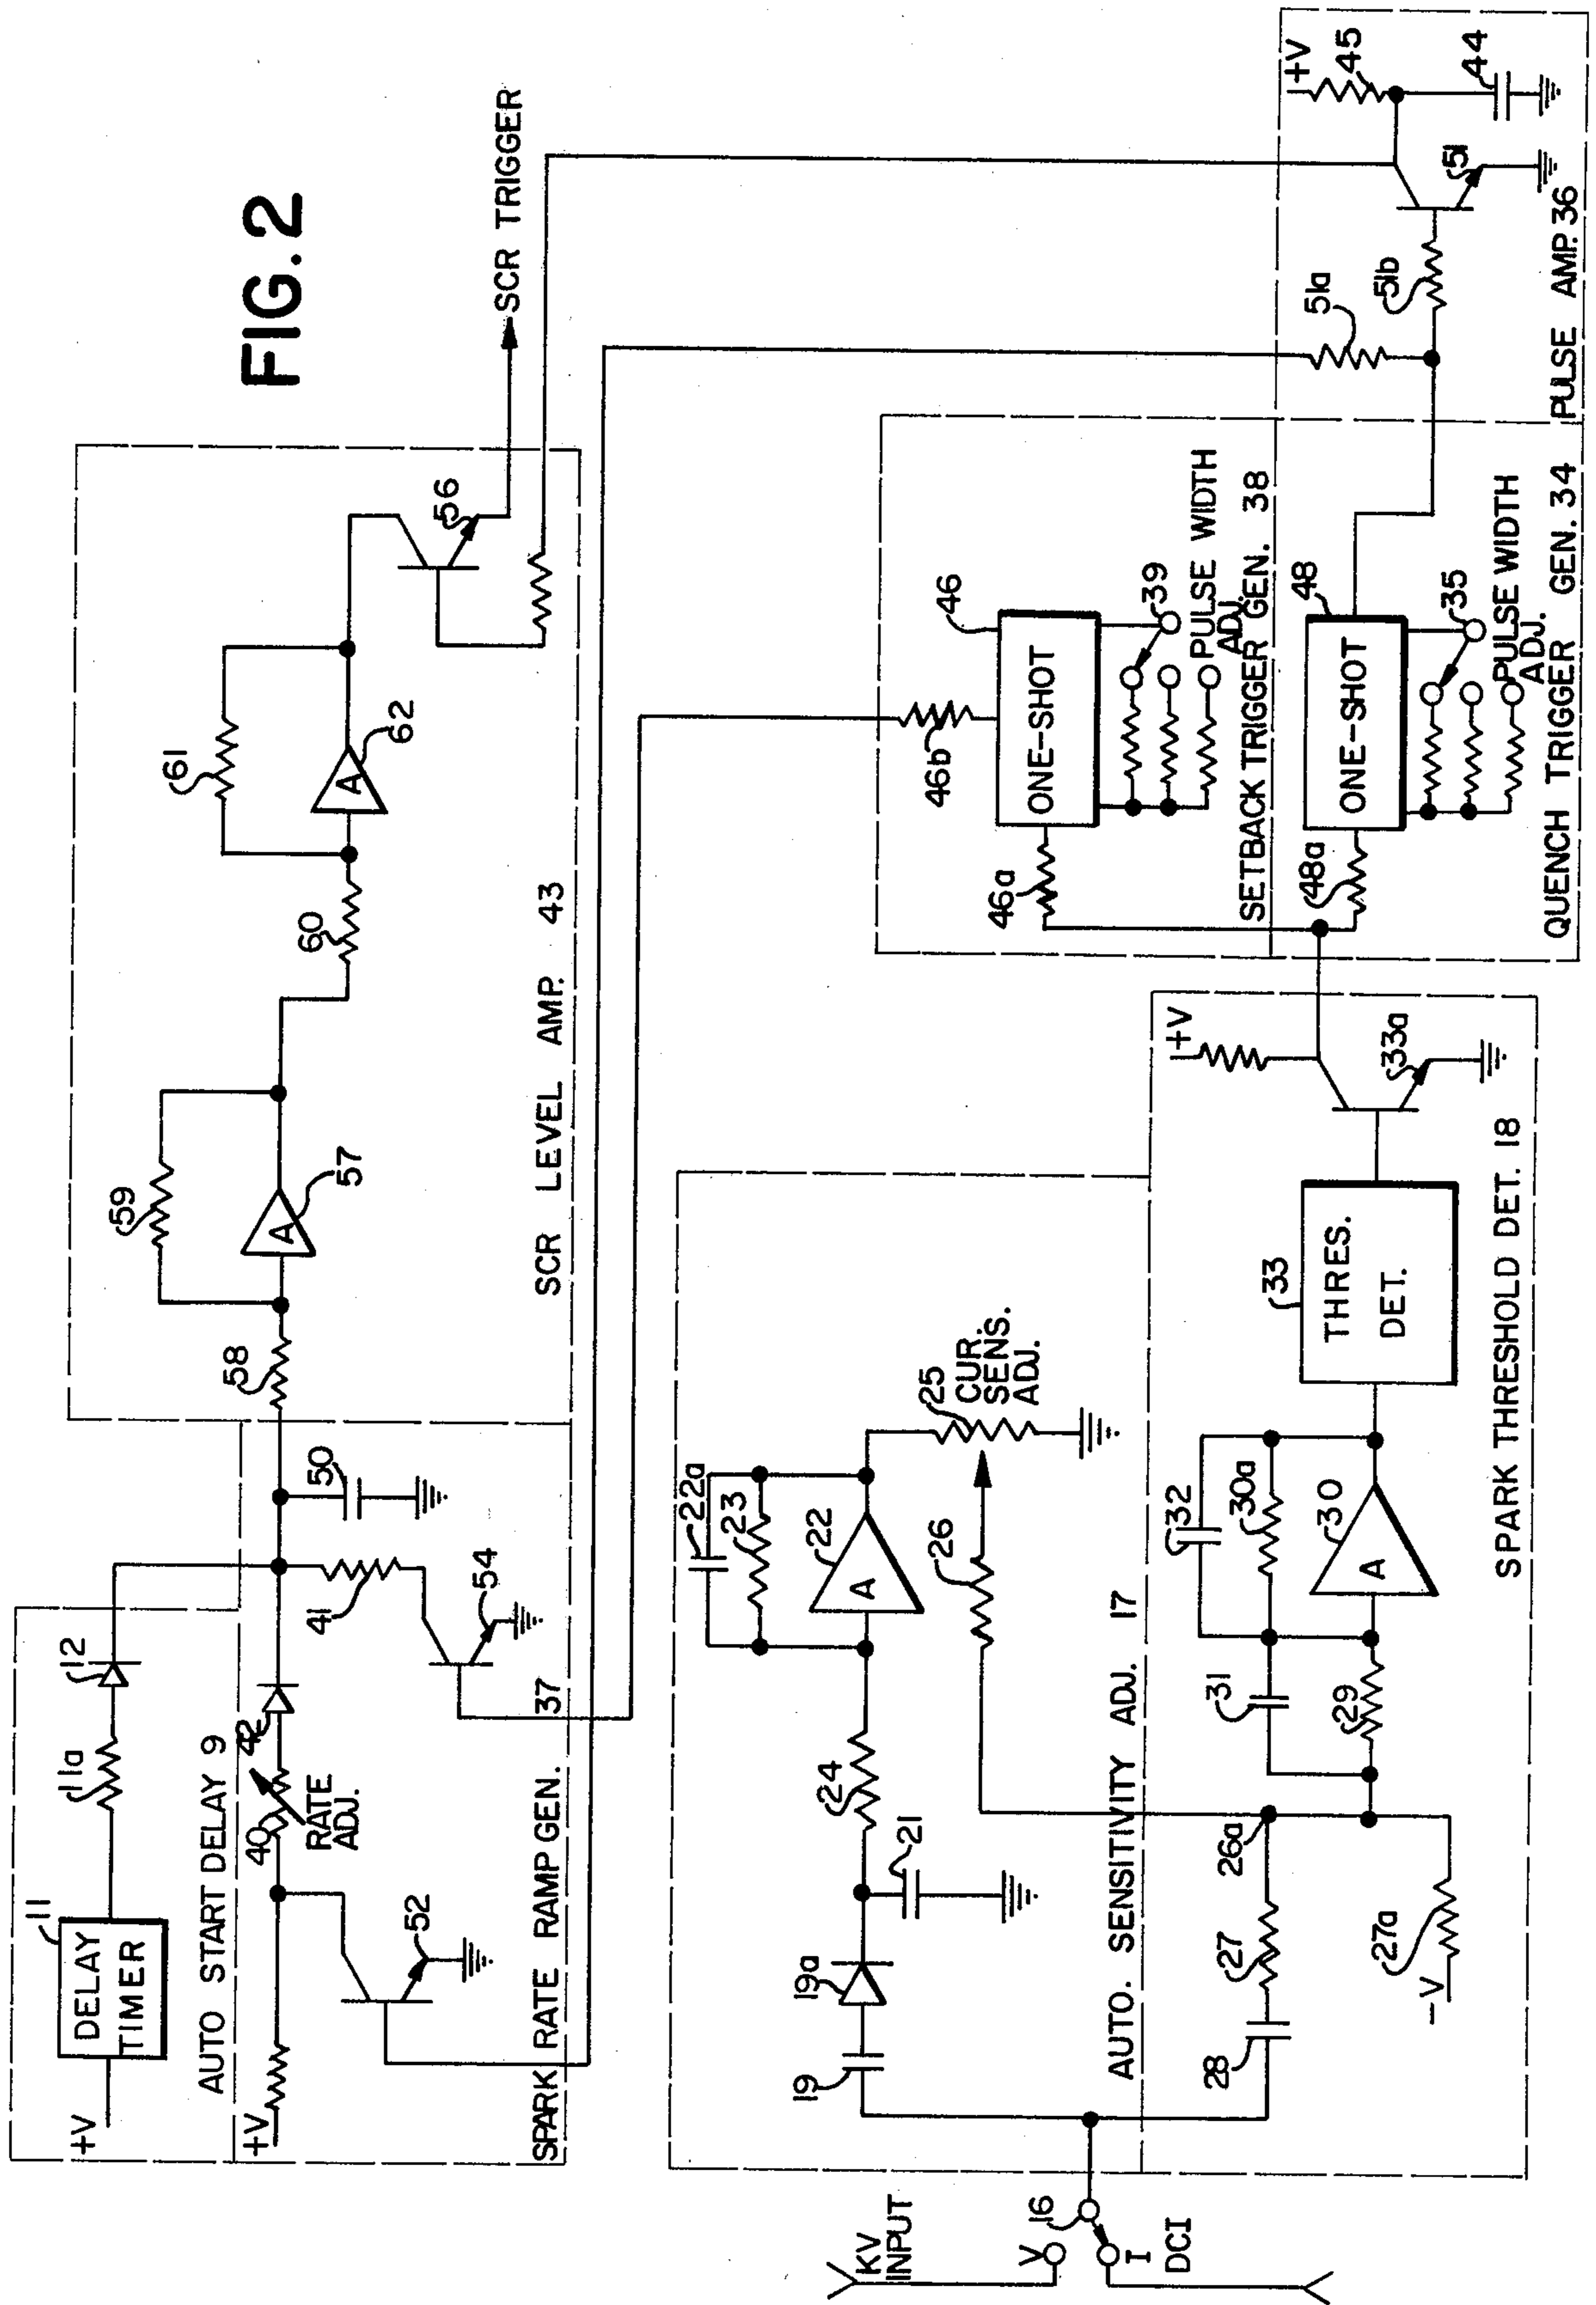 FIG. 2
+V
11
DELAY
TIMER
11a
12
AUTO START DELAY 9
+V
40
RATE
ADJ.
42
41
50
52
54
SPARK RATE RAMP GEN.
37
58
59
A
57
60
61
A
62
56
SCR LEVEL AMP. 43
SCR TRIGGER
KV
INPUT
V
16
I
DCI
19
19a
21
24
22a
23
22
A
25
CUR.
SENS.
ADJ.
26
AUTO. SENSITIVITY ADJ. 17
28
27
26a
27a
-V
29
31
32
30a
30
A
33
THRES.
DET.
+V
33a
SPARK THRESHOLD DET. 18
46a
46
46b
ONE-SHOT
39
PULSE WIDTH
ADJ.
SETBACK TRIGGER GEN. 38
48a
48
ONE-SHOT
35
PULSE WIDTH
ADJ.
QUENCH TRIGGER GEN. 34
51a
51b
51
+V
45
44
PULSE AMP. 36